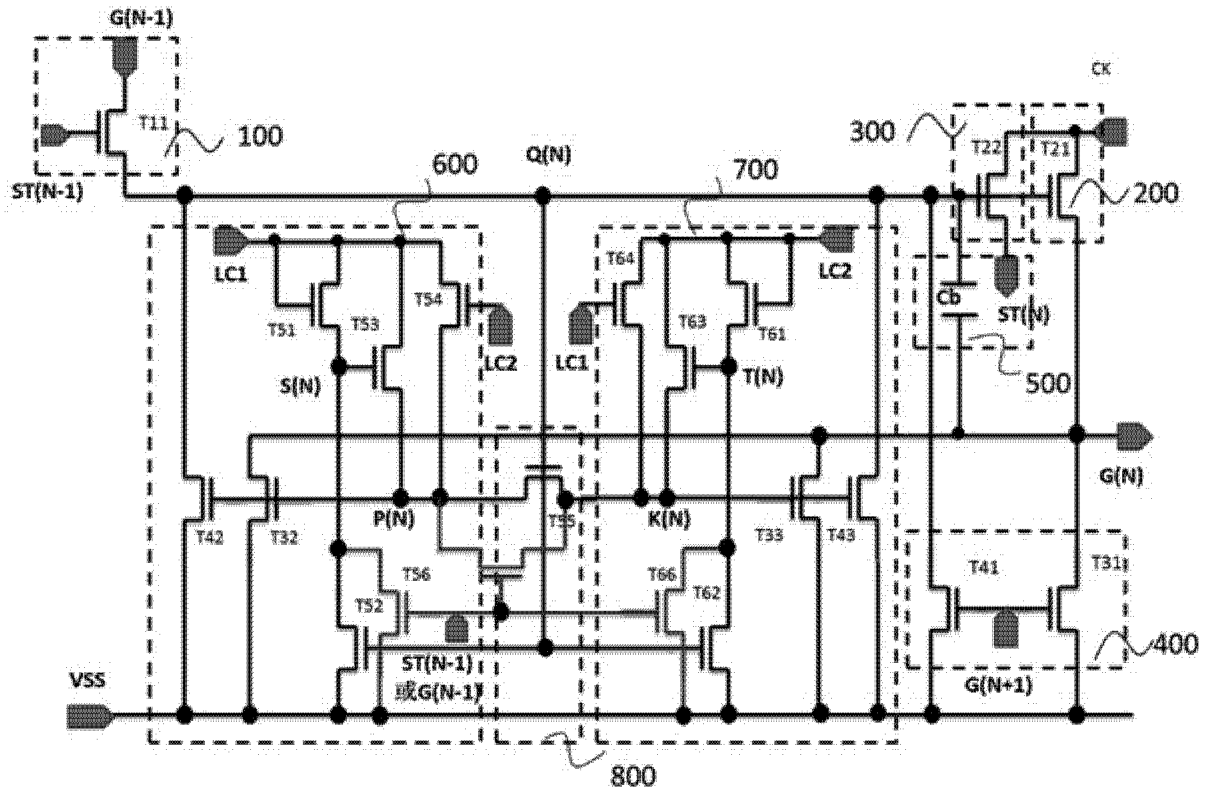 G(N-1)
CK
T11
100
300
T22
T21
Q(N)
600
700
ST(N-1)
200
LC1
T64
LC2
T54
Cb
ST(N)
T51
T53
T63
T61
LC2
LC1
S(N)
T(N)
500
G(N)
P(N)
T55
K(N)
T42
T32
T33
T43
T56
T66
T41
T31
T52
T62
ST(N-1)
或G(N-1)
400
VSS
G(N+1)
800